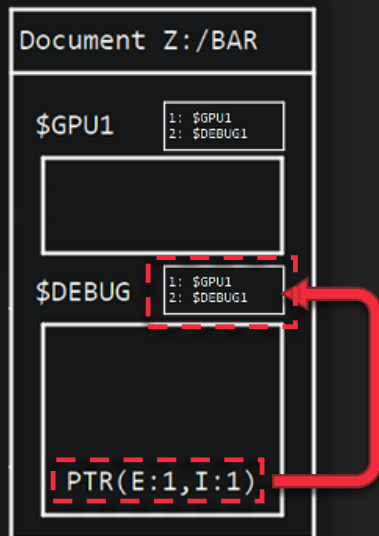 Document Z:/BAR
$GPU1
1: $GPU1
2: $DEBUG1
$DEBUG
1: $GPU1
2: $DEBUG1
PTR(E:1,I:1)